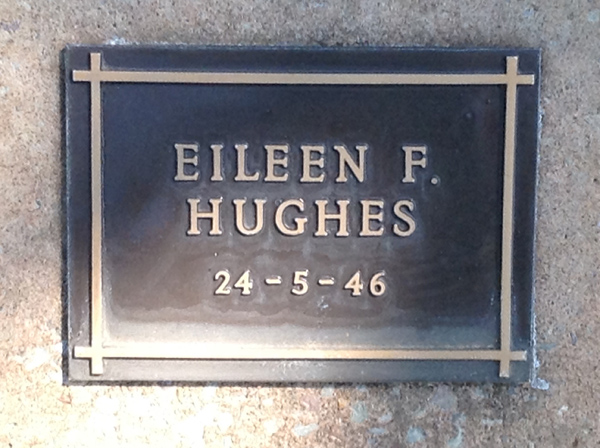 EILEEN F.
HUGHES
24-5-46